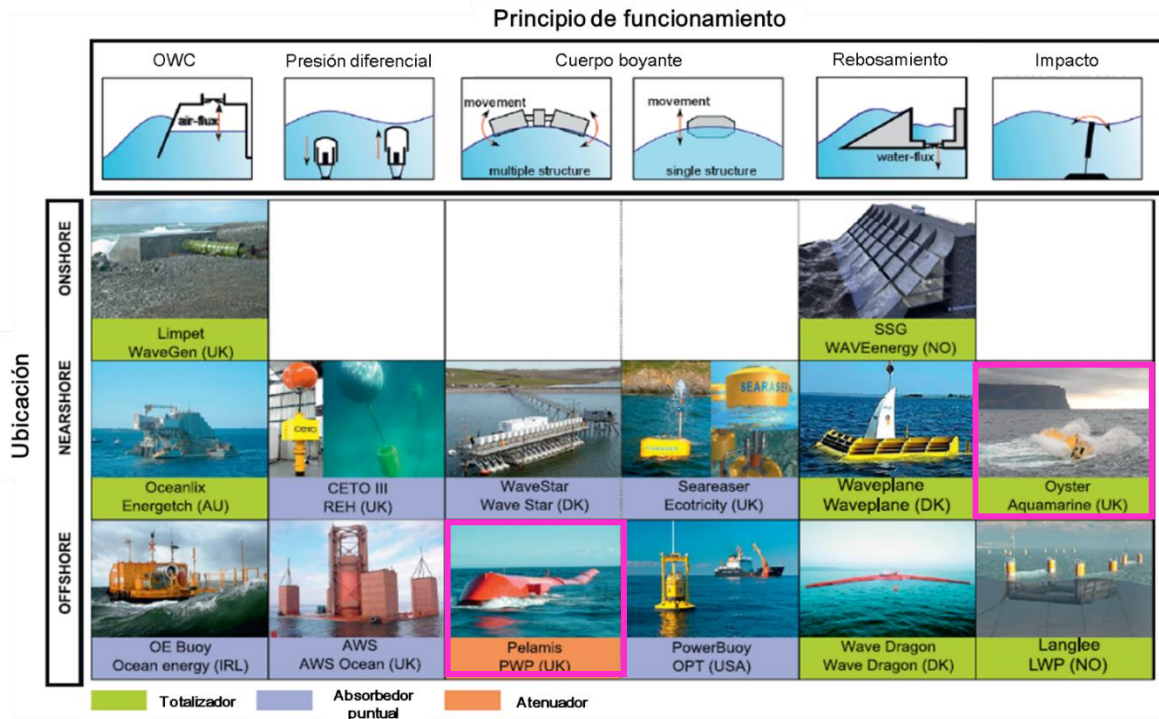 Principio de funcionamiento
OWC
Presión diferencial
Cuerpo boyante
Rebosamiento
Impacto
air-flux
movement
multiple structure
movement
single structure
water-flux
Ubicación
ONSHORE
Limpet
WaveGen (UK)
SSG
WAVEenergy (NO)
NEARSHORE
CETO
SEARASER
Oceanlix
Energetch (AU)
CETO III
REH (UK)
WaveStar
Wave Star (DK)
Seareaser
Ecotricity (UK)
Waveplane
Waveplane (DK)
Oyster
Aquamarine (UK)
OFFSHORE
OE Buoy
Ocean energy (IRL)
AWS
AWS Ocean (UK)
Pelamis
PWP (UK)
PowerBuoy
OPT (USA)
Wave Dragon
Wave Dragon (DK)
Langlee
LWP (NO)
Totalizador
Absorbedor
puntual
Atenuador